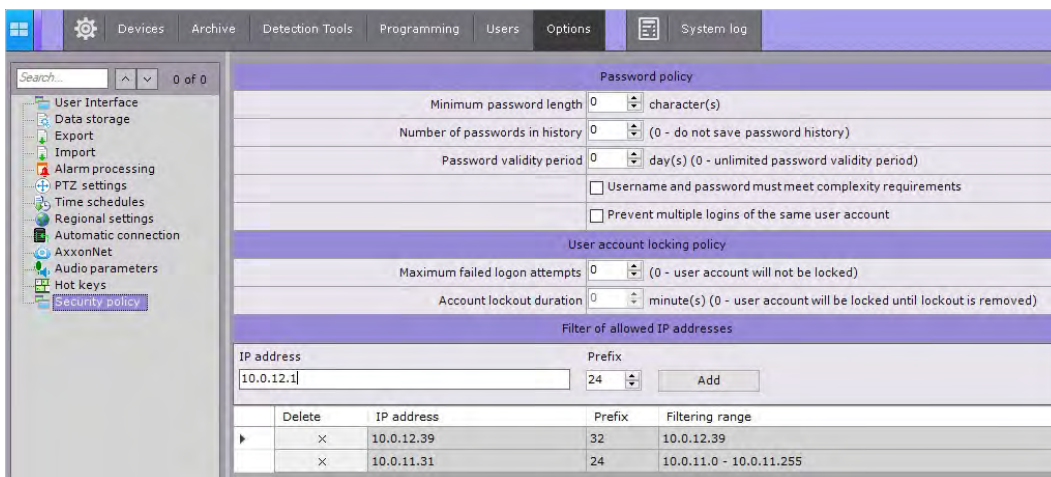 Devices Archive Detection Tools Programming Users Options System log
Search... 0 of 0
User Interface
Data storage
Export
Import
Alarm processing
PTZ settings
Time schedules
Regional settings
Automatic connection
AxxonNet
Audio parameters
Hot keys
Security policy
Password policy
Minimum password length 0 character(s)
Number of passwords in history 0 (0 - do not save password history)
Password validity period 0 day(s) (0 - unlimited password validity period)
Username and password must meet complexity requirements
Prevent multiple logins of the same user account
User account locking policy
Maximum failed logon attempts 0 (0 - user account will not be locked)
Account lockout duration 0 minute(s) (0 - user account will be locked until lockout is removed)
Filter of allowed IP addresses
IP address Prefix
10.0.12.1 24 Add
Delete IP address Prefix Filtering range
10.0.12.39 32 10.0.12.39
10.0.11.31 24 10.0.11.0 - 10.0.11.255